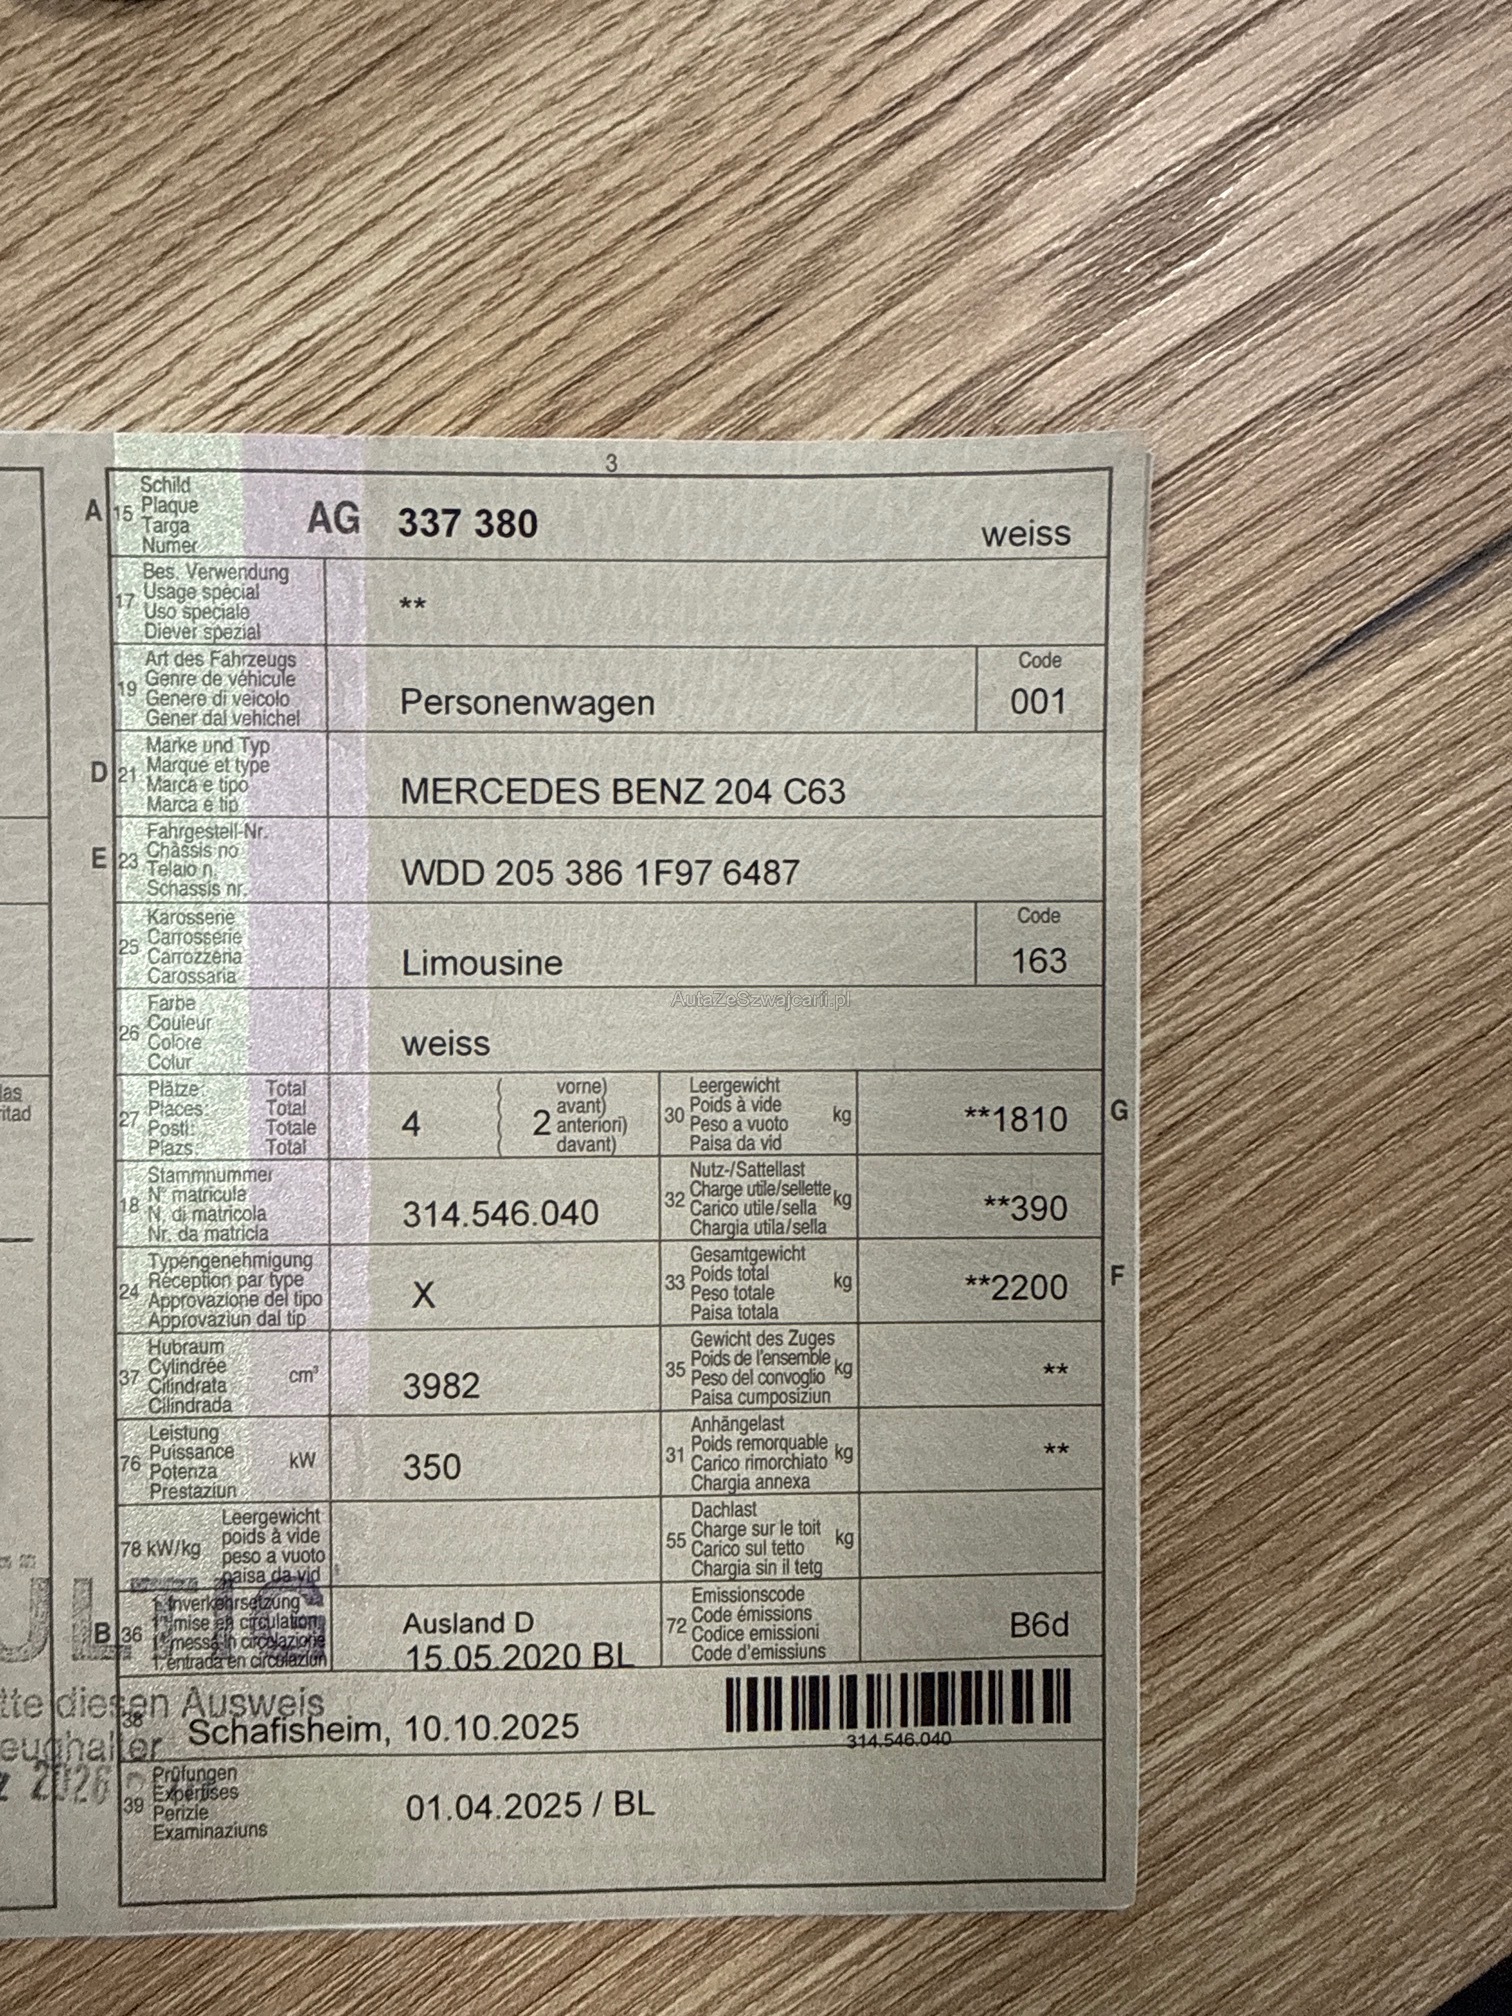 3
A
15
Schild
Plaque
Targa
Numer
AG 337 380
weiss
17
Bes. Verwendung
Usage spécial
Uso speciale
Diever spezial
**
19
Art des Fahrzeugs
Genre de véhicule
Genere di veicolo
Gener dal vehichel
Personenwagen
Code
001
D
21
Marke und Typ
Marque et type
Marca e tipo
Marca e tip
MERCEDES BENZ 204 C63
E
23
Fahrgestell-Nr.
Châssis no
Telaio n.
Schassis nr.
WDD 205 386 1F97 6487
25
Karosserie
Carrosserie
Carrozzeria
Carossaria
Limousine
Code
163
AutaZeSzwajcarii.pl
26
Farbe
Couleur
Colore
Colur
weiss
27
Plätze: Total
Places: Total
Posti: Totale
Plazs: Total
4
2
vorne)
avant)
anteriori)
davant)
30
Leergewicht
Poids à vide
Peso a vuoto
Paisa da vid
kg
**1810
G
18
Stammnummer
N° matricule
N. di matricola
Nr. da matricla
314.546.040
32
Nutz-/Sattellast
Charge utile/sellette
Carico utile/sella
Chargia utila/sella
kg
**390
24
Typengenehmigung
Réception par type
Approvazione del tipo
Approvaziun dal tip
X
33
Gesamtgewicht
Poids total
Peso totale
Paisa totala
kg
**2200
F
37
Hubraum
Cylindrée
Cilindrata
Cilindrada
cm³
3982
35
Gewicht des Zuges
Poids de l'ensemble
Peso del convoglio
Paisa cumposiziun
kg
**
76
Leistung
Puissance
Potenza
Prestaziun
kW
350
31
Anhängelast
Poids remorquable
Carico rimorchiato
Chargia annexa
kg
**
78 kW/kg
Leergewicht
poids à vide
peso a vuoto
paisa da vid
55
Dachlast
Charge sur le toit
Carico sul tetto
Chargia sin il tetg
kg
B
36
1. Inverkehrsetzung
1re mise en circulation
1a messa in circolazione
1. entrada en circulaziun
Ausland D
15.05.2020 BL
72
Emissionscode
Code émissions
Codice emissioni
Code d'emissiuns
B6d
diesen Ausweis
38
Schafisheim, 10.10.2025
314.546.040
2026
39
Prüfungen
Expertises
Perizie
Examinaziuns
01.04.2025 / BL